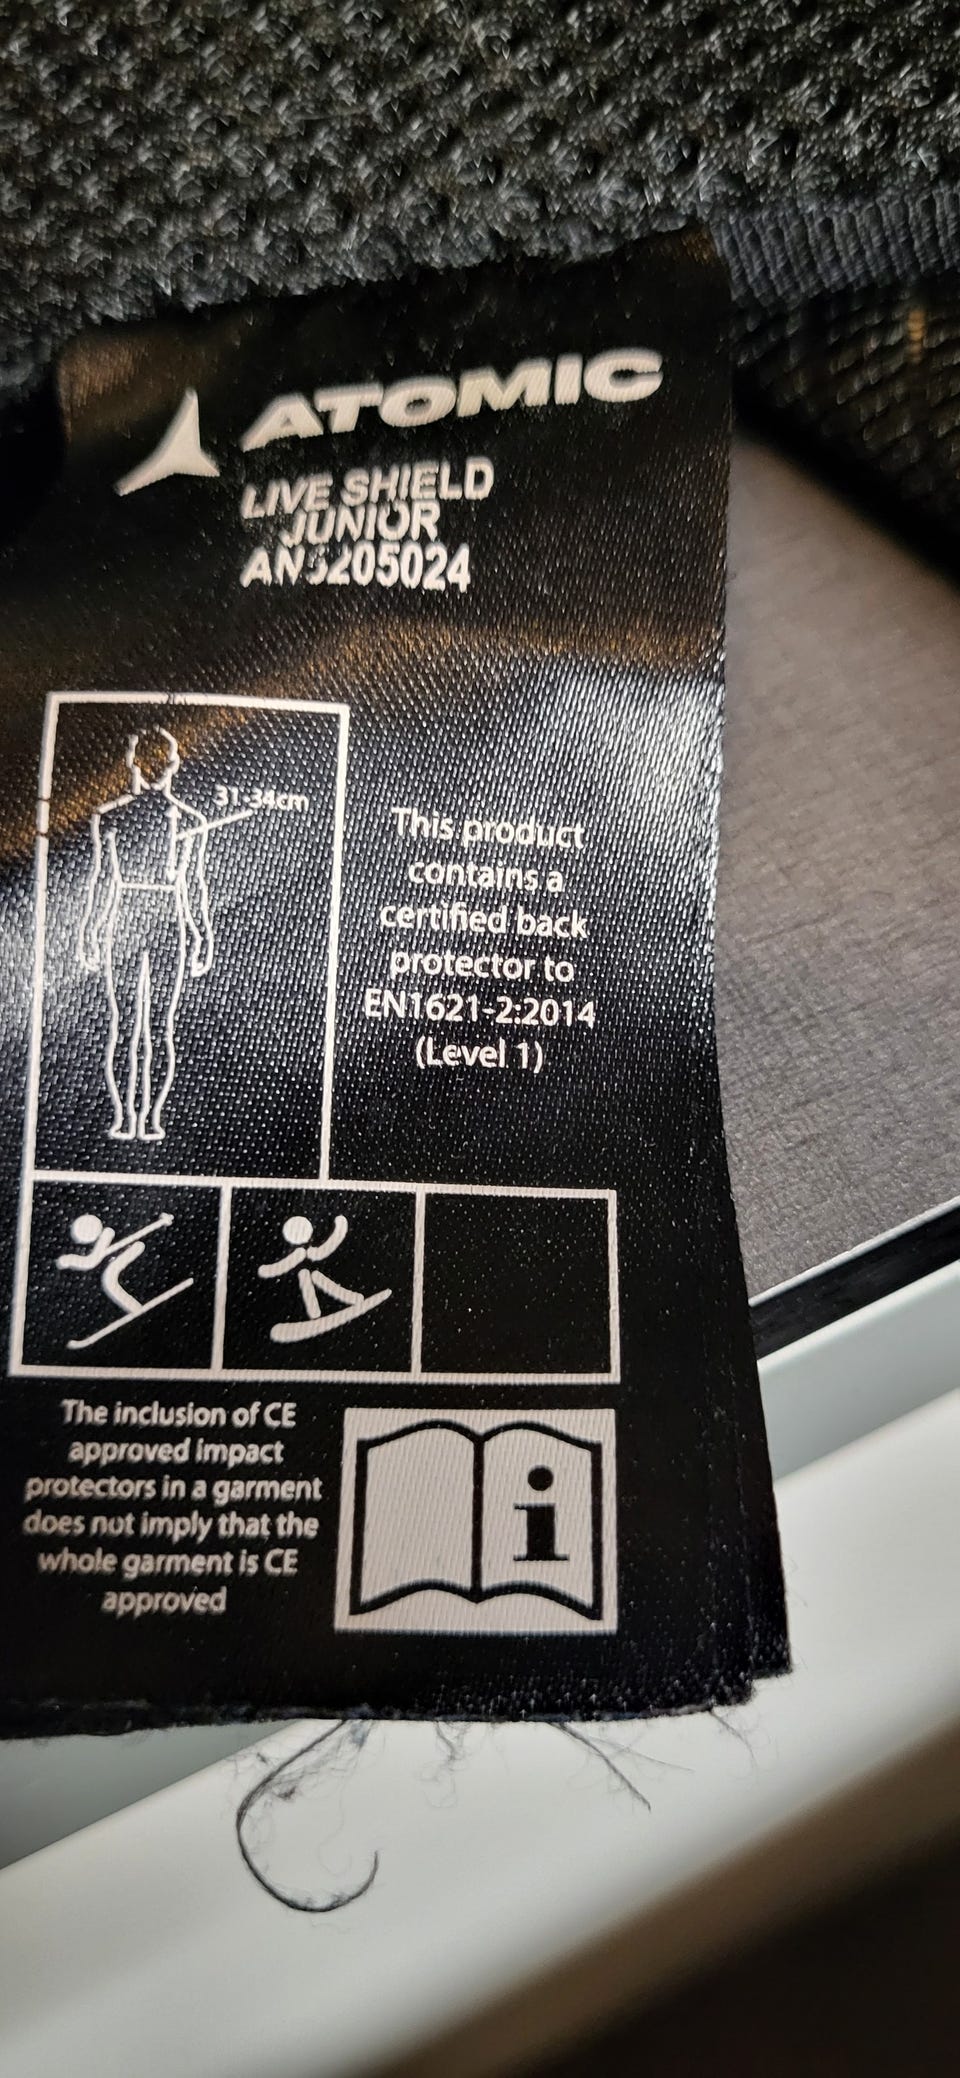 ATOMIC
LIVE SHIELD
JUNIOR
AN5205024
31-34cm
This product
contains a
certified back
protector to
EN1621-2:2014
(Level 1)
The inclusion of CE
approved impact
protectors in a garment
does not imply that the
whole garment is CE
approved
i